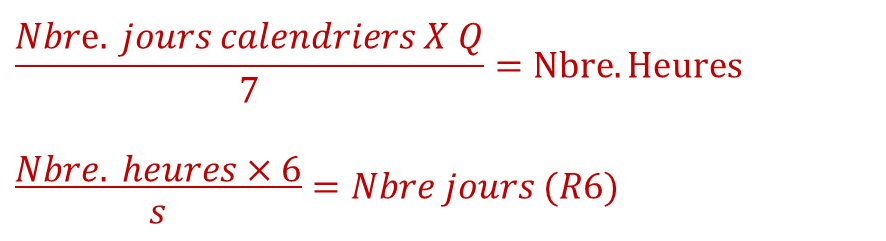 Nbre. jours calendriers X Q
7
= Nbre. Heures
Nbre. heures × 6
s
= Nbre jours (R6)